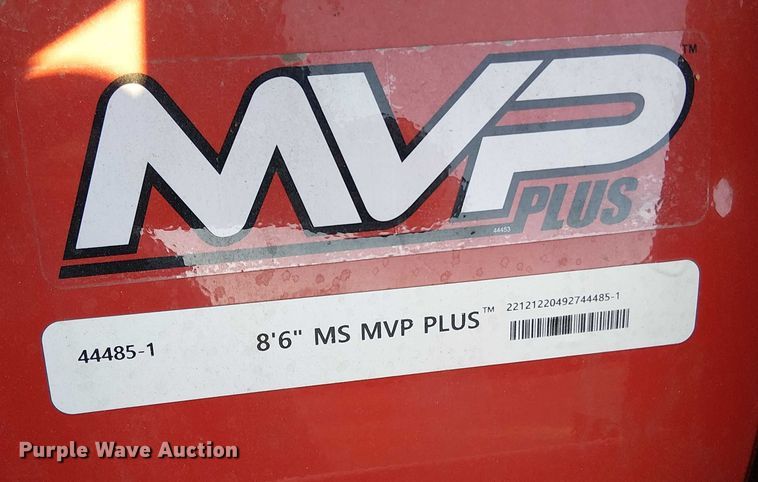 MVP™
PLUS
44453
44485-1 8'6" MS MVP PLUS™ 22121220492744485-1
Purple Wave Auction